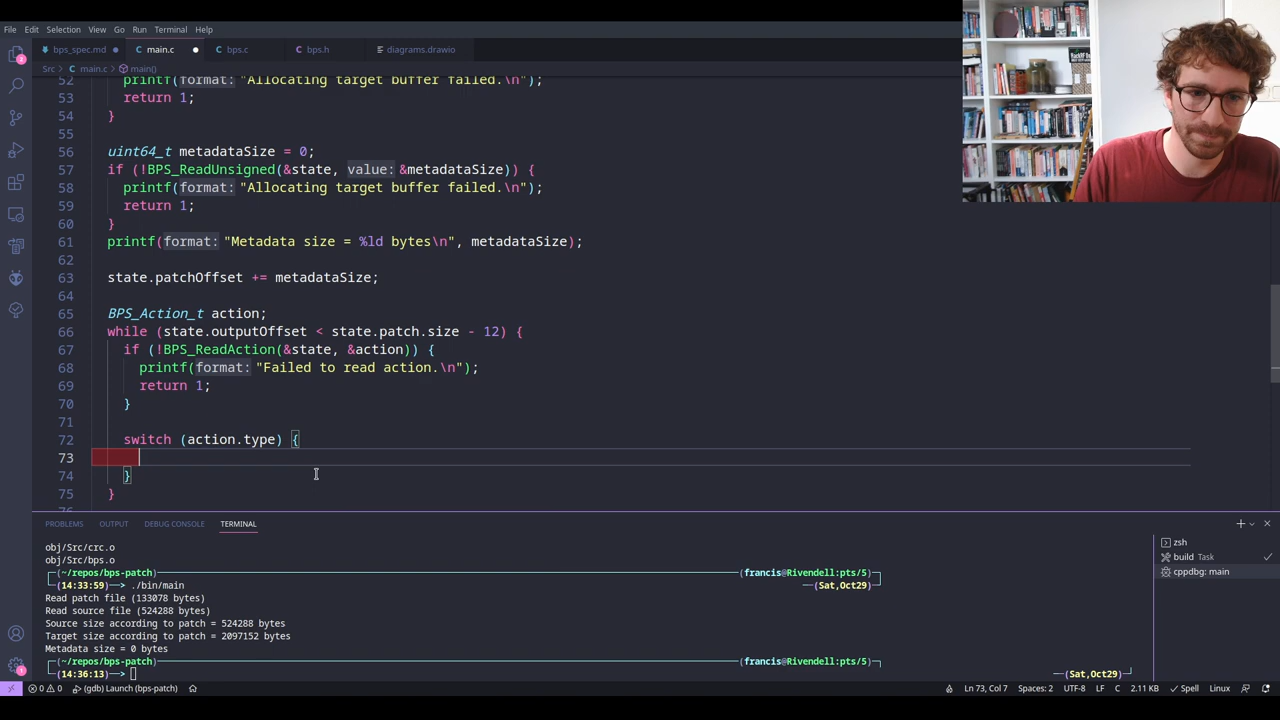 File Edit Selection View Go Run Terminal Help
bps_spec.md main.c bps.c bps.h diagrams.drawio
Src > main.c > main()
52 printf(format: "Allocating target buffer failed.\n");
53 return 1;
54 }
55
56 uint64_t metadataSize = 0;
57 if (!BPS_ReadUnsigned(&state, value: &metadataSize)) {
58 printf(format: "Allocating target buffer failed.\n");
59 return 1;
60 }
61 printf(format: "Metadata size = %ld bytes\n", metadataSize);
62
63 state.patchOffset += metadataSize;
64
65 BPS_Action_t action;
66 while (state.outputOffset < state.patch.size - 12) {
67 if (!BPS_ReadAction(&state, &action)) {
68 printf(format: "Failed to read action.\n");
69 return 1;
70 }
71
72 switch (action.type) {
73
74 }
75 }
PROBLEMS OUTPUT DEBUG CONSOLE TERMINAL
obj/Src/crc.o
obj/Src/bps.o
(~/repos/bps-patch) (francis@Rivendell:pts/5)
(14:33:59)—> ./bin/main (Sat,Oct29)
Read patch file (133078 bytes)
Read source file (524288 bytes)
Source size according to patch = 524288 bytes
Target size according to patch = 2097152 bytes
Metadata size = 0 bytes
(~/repos/bps-patch) (francis@Rivendell:pts/5)
(14:36:13)—> (Sat,Oct29)
zsh
build Task
cppdbg: main
0 0 (gdb) Launch (bps-patch) Ln 73, Col 7 Spaces: 2 UTF-8 LF C 2.11 KB Spell Linux